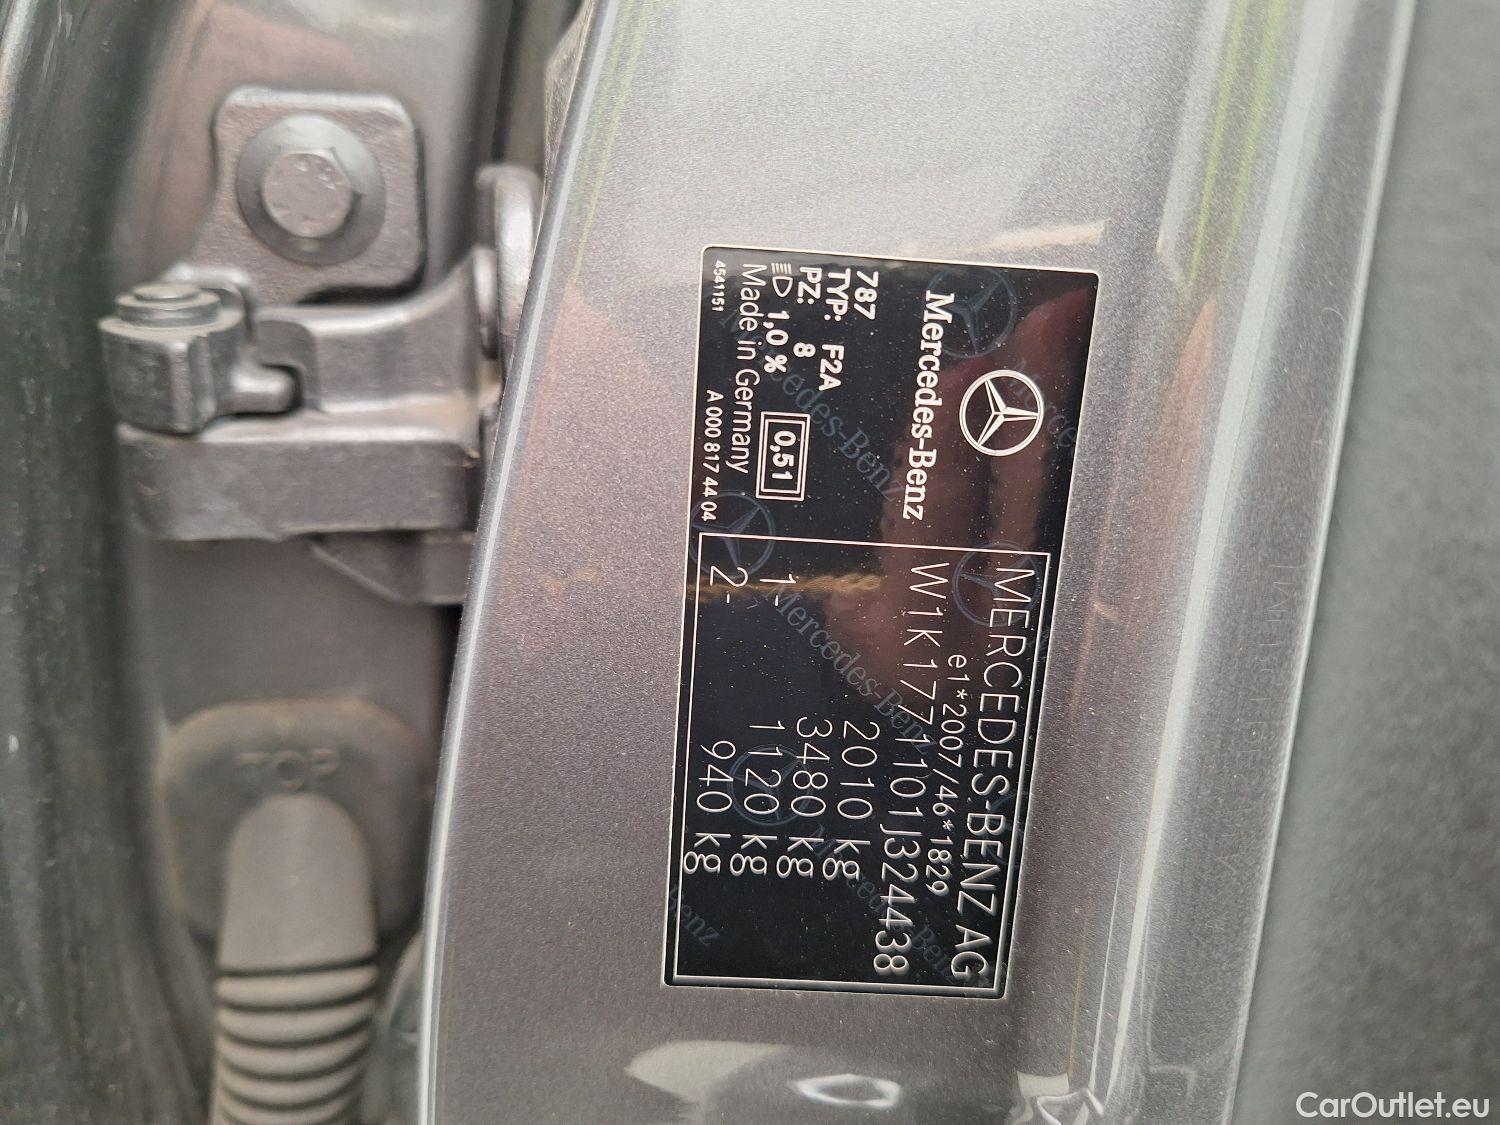 Mercedes-Benz
787
TYP: F2A
PZ: 8
1,0 %
0,51
Made in Germany
4541151
A 000 817 44 04
MERCEDES-BENZ AG
e1*2007/46*1829
W1K1771101J324438
2010 kg
3480 kg
1- 1120 kg
2- 940 kg
TOP
CarOutlet.eu